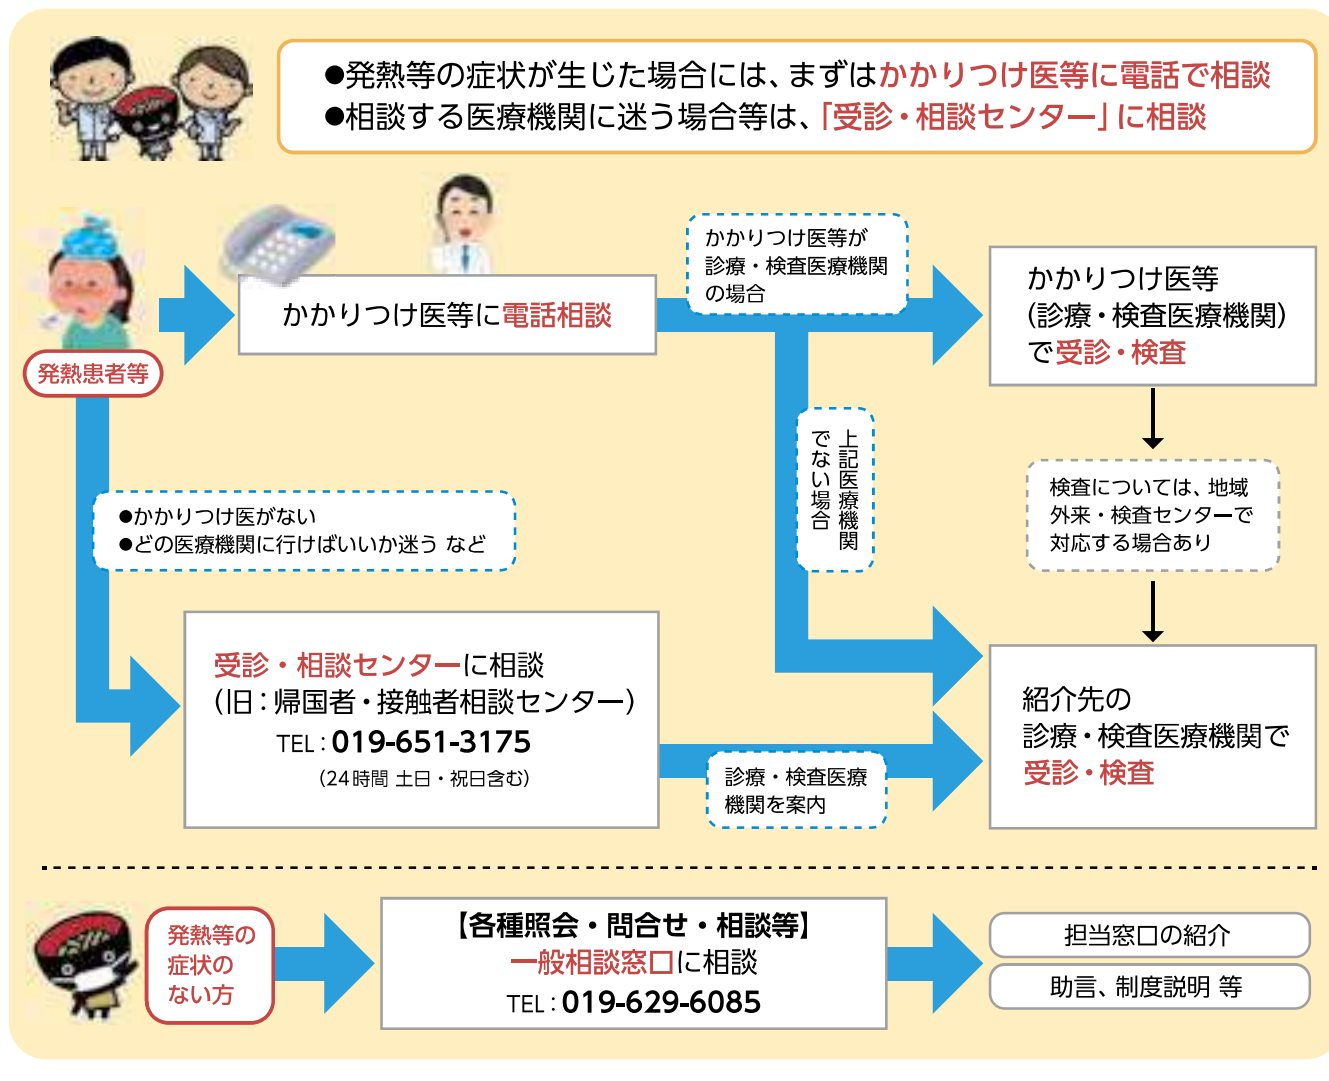 ●発熱等の症状が生じた場合には、まずはかかりつけ医等に電話で相談
●相談する医療機関に迷う場合等は、「受診・相談センター」に相談
発熱患者等
かかりつけ医等に電話相談
かかりつけ医等が
診療・検査医療機関
の場合
かかりつけ医等
(診療・検査医療機関)
で受診・検査
上記医療機関
でない場合
検査については、地域
外来・検査センターで
対応する場合あり
●かかりつけ医がない
●どの医療機関に行けばいいか迷う など
受診・相談センターに相談
(旧:帰国者・接触者相談センター)
TEL:019-651-3175
(24時間 土日・祝日含む)
診療・検査医療
機関を案内
紹介先の
診療・検査医療機関で
受診・検査
発熱等の
症状の
ない方
【各種照会・問合せ・相談等】
一般相談窓口に相談
TEL:019-629-6085
担当窓口の紹介
助言、制度説明 等